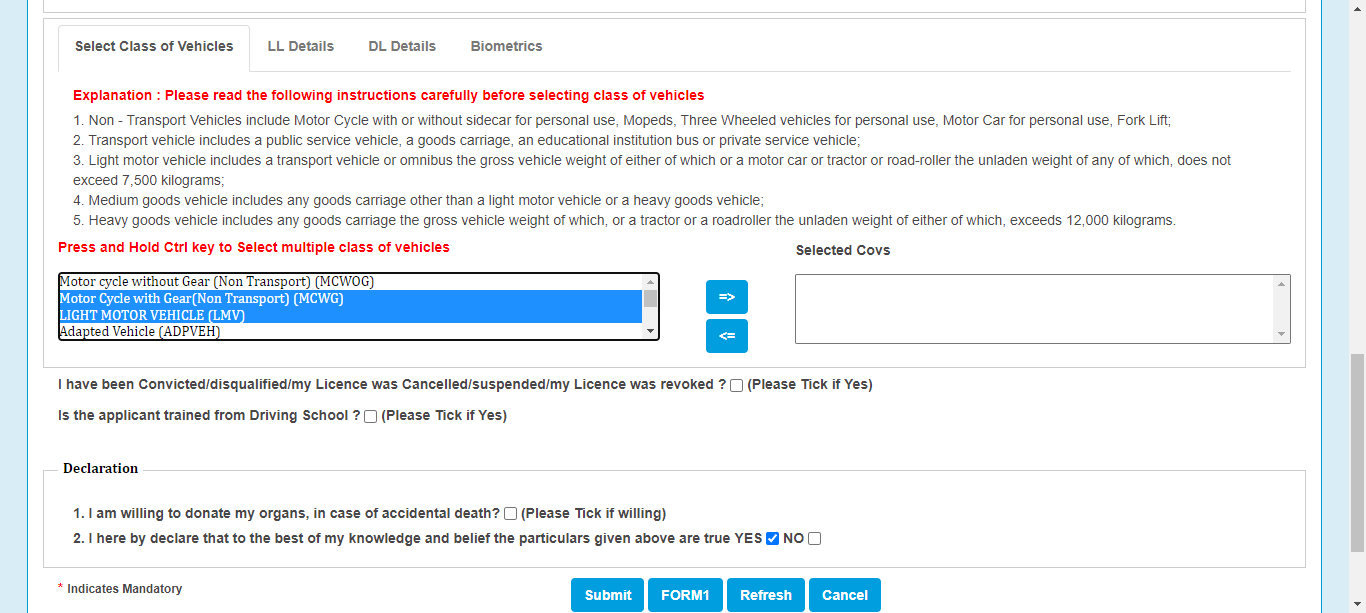 Select Class of Vehicles LL Details DL Details Biometrics
Explanation : Please read the following instructions carefully before selecting class of vehicles
1. Non - Transport Vehicles include Motor Cycle with or without sidecar for personal use, Mopeds, Three Wheeled vehicles for personal use, Motor Car for personal use, Fork Lift;
2. Transport vehicle includes a public service vehicle, a goods carriage, an educational institution bus or private service vehicle;
3. Light motor vehicle includes a transport vehicle or omnibus the gross vehicle weight of either of which or a motor car or tractor or road-roller the unladen weight of any of which, does not
exceed 7,500 kilograms;
4. Medium goods vehicle includes any goods carriage other than a light motor vehicle or a heavy goods vehicle;
5. Heavy goods vehicle includes any goods carriage the gross vehicle weight of which, or a tractor or a roadroller the unladen weight of either of which, exceeds 12,000 kilograms.
Press and Hold Ctrl key to Select multiple class of vehicles
Selected Covs
Motor cycle without Gear (Non Transport) (MCWOG)
Motor Cycle with Gear(Non Transport) (MCWG)
LIGHT MOTOR VEHICLE (LMV)
Adapted Vehicle (ADPVEH)
=>
<=
I have been Convicted/disqualified/my Licence was Cancelled/suspended/my Licence was revoked ? (Please Tick if Yes)
Is the applicant trained from Driving School ? (Please Tick if Yes)
Declaration
1. I am willing to donate my organs, in case of accidental death? (Please Tick if willing)
2. I here by declare that to the best of my knowledge and belief the particulars given above are true YES NO
* Indicates Mandatory
Submit FORM1 Refresh Cancel